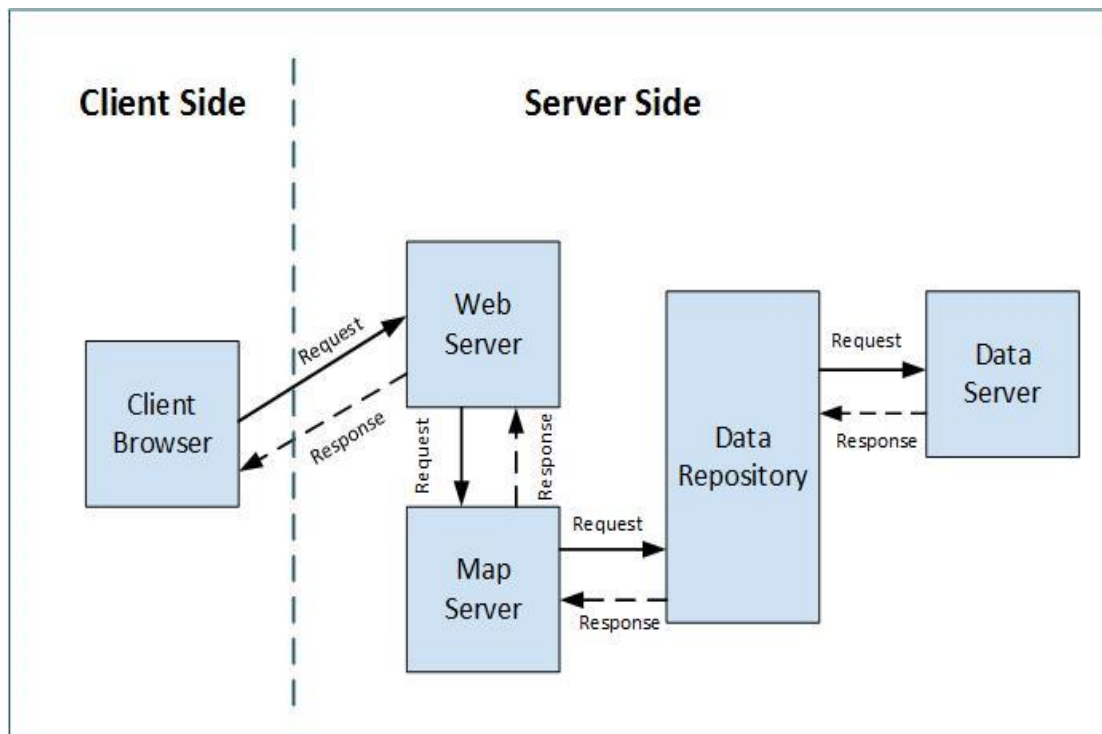 Client Side
Server Side
Client
Browser
Request
Response
Web
Server
Request
Response
Map
Server
Request
Response
Data
Repository
Request
Response
Data
Server